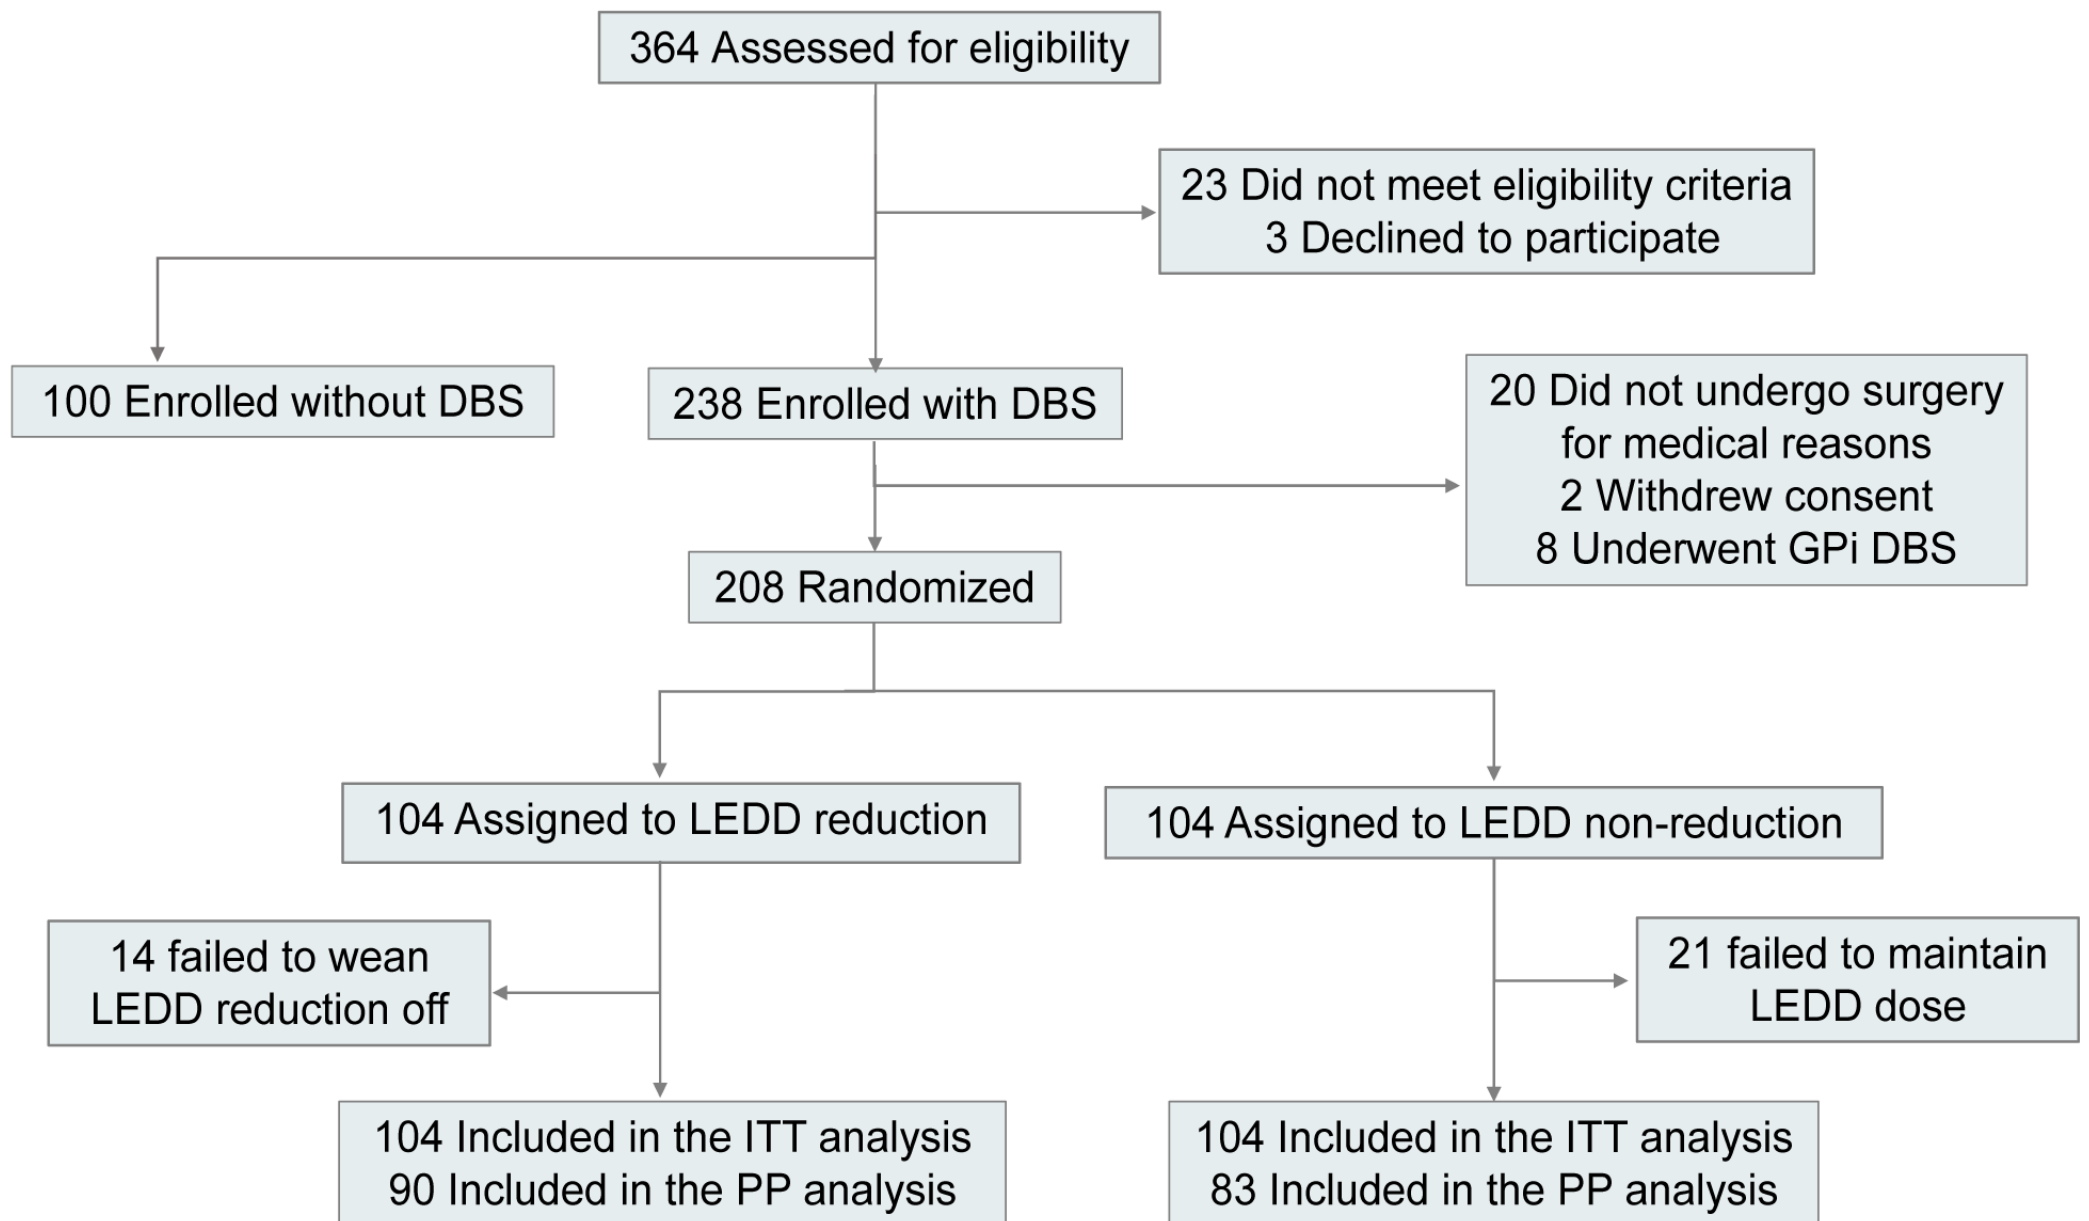 364 Assessed for eligibility
23 Did not meet eligibility criteria
3 Declined to participate
100 Enrolled without DBS
238 Enrolled with DBS
20 Did not undergo surgery
for medical reasons
2 Withdrew consent
8 Underwent GPi DBS
208 Randomized
104 Assigned to LEDD reduction
104 Assigned to LEDD non-reduction
14 failed to wean
LEDD reduction off
21 failed to maintain
LEDD dose
104 Included in the ITT analysis
90 Included in the PP analysis
104 Included in the ITT analysis
83 Included in the PP analysis